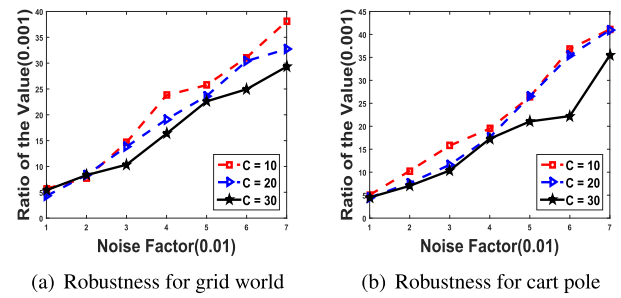 40
35
30
25
20
15
10
5
0
Ratio of the Value(0.001)
1 2 3 4 5 6 7
Noise Factor(0.01)
C = 10
C = 20
C = 30
(a) Robustness for grid world
45
40
35
30
25
20
15
10
5
0
Ratio of the Value(0.001)
1 2 3 4 5 6 7
Noise Factor(0.01)
C = 10
C = 20
C = 30
(b) Robustness for cart pole